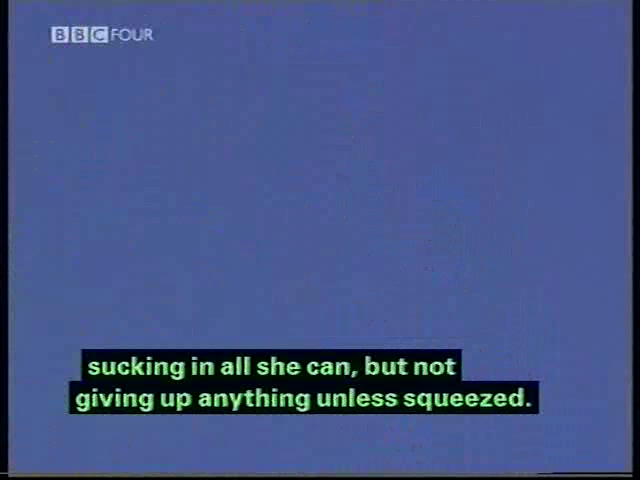 BBC FOUR
sucking in all she can, but not
giving up anything unless squeezed.